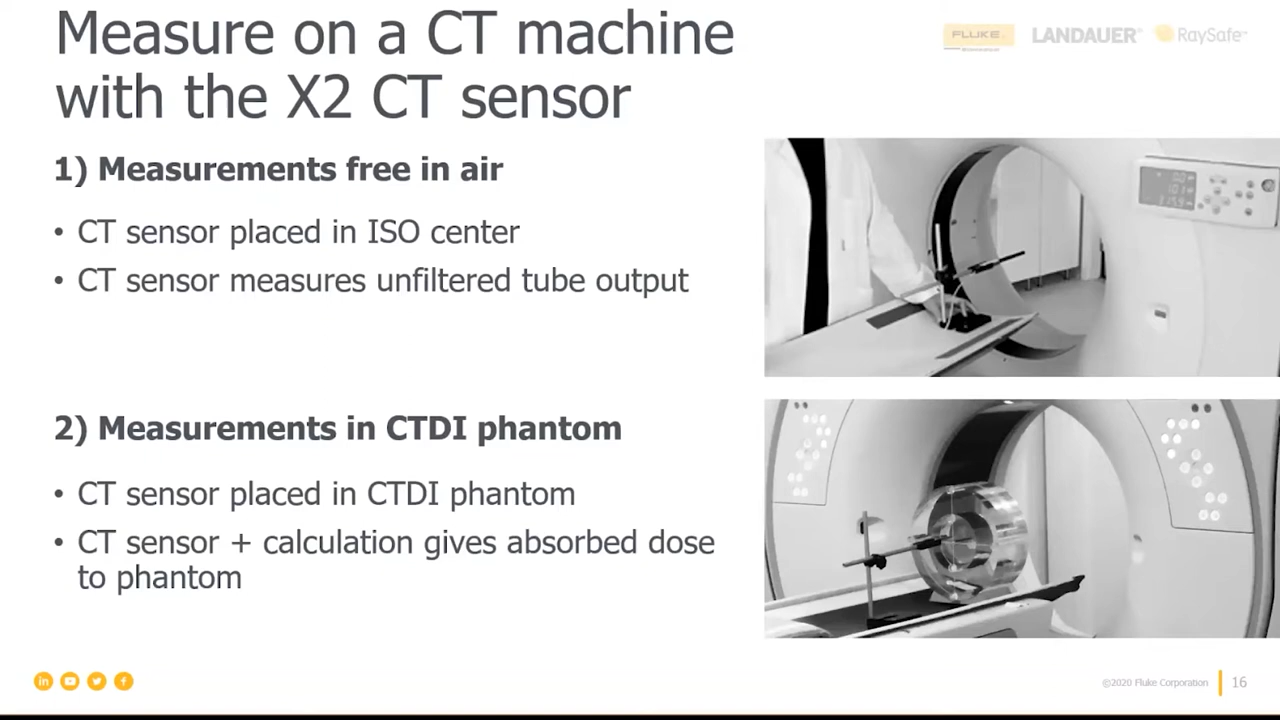 Measure on a CT machine
with the X2 CT sensor
FLUKE
LANDAUER
RaySafe™
1) Measurements free in air
• CT sensor placed in ISO center
• CT sensor measures unfiltered tube output
2) Measurements in CTDI phantom
• CT sensor placed in CTDI phantom
• CT sensor + calculation gives absorbed dose
to phantom
in
f
©2020 Fluke Corporation
16